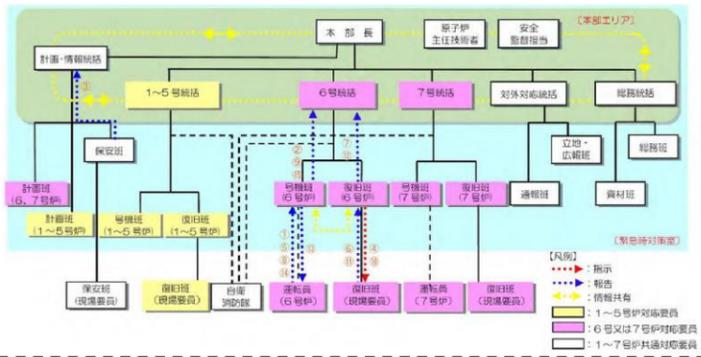 〔本部エリア〕
本 部 長
原子炉
主任技術者
安全
監督担当
計画・情報統括
1～5号統括
6号統括
7号統括
対外対応統括
総務統括
保安班
立地・
広報班
総務班
計画班
(6、7号炉)
号機班
(6号炉)
復旧班
(6号炉)
号機班
(7号炉)
復旧班
(7号炉)
通報班
資材班
計画班
(1～5号炉)
号機班
(1～5号炉)
復旧班
(1～5号炉)
〔緊急時対策室〕
保安班
(現場要員)
復旧班
(現場要員)
自衛
消防隊
運転員
(6号炉)
復旧班
(現場要員)
運転員
(7号炉)
復旧班
(現場要員)
【凡例】
：指示
：報告
：情報共有
：1～5号炉対応要員
：6号又は7号炉対応要員
：1～7号炉共通対応要員